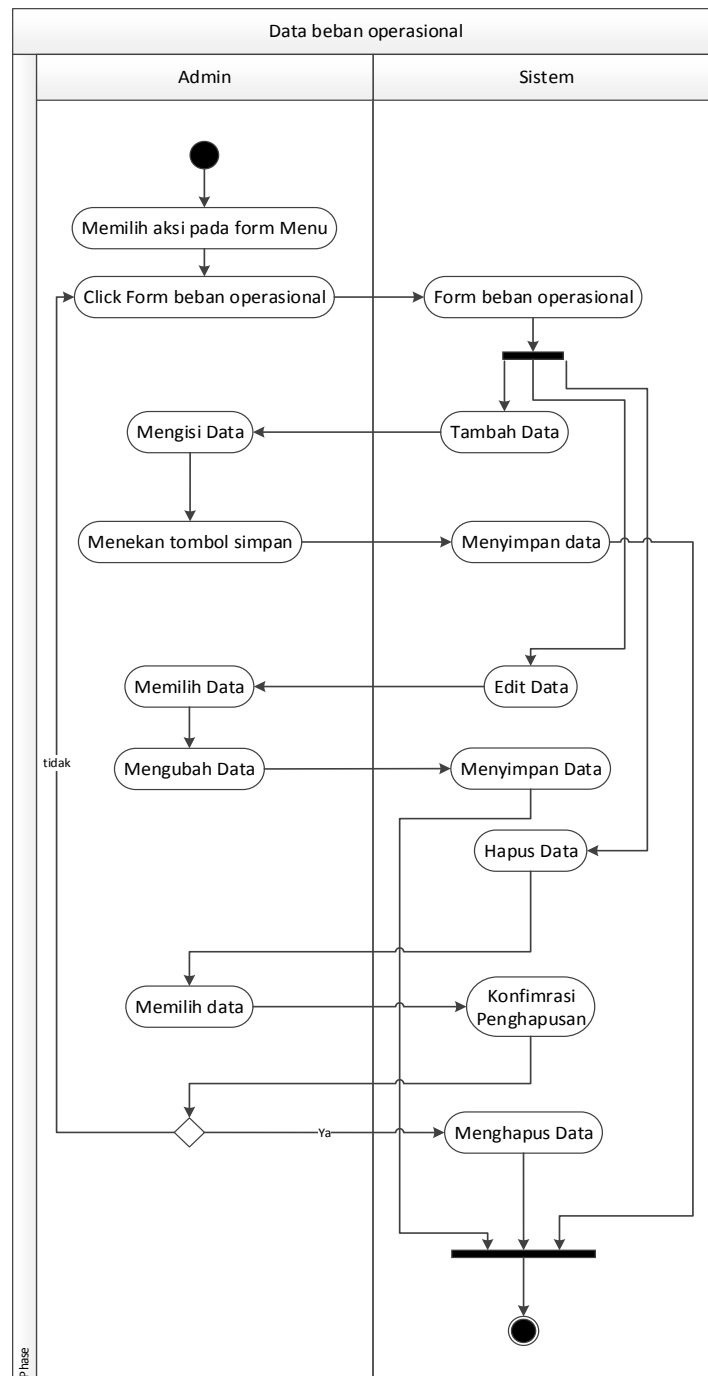 Data beban operasional
Admin
Sistem
Memilih aksi pada form Menu
Click Form beban operasional
Form beban operasional
Mengisi Data
Tambah Data
Menekan tombol simpan
Menyimpan data
Memilih Data
Edit Data
tidak
Mengubah Data
Menyimpan Data
Hapus Data
Memilih data
Konfimrasi
Penghapusan
Ya
Menghapus Data
Phase